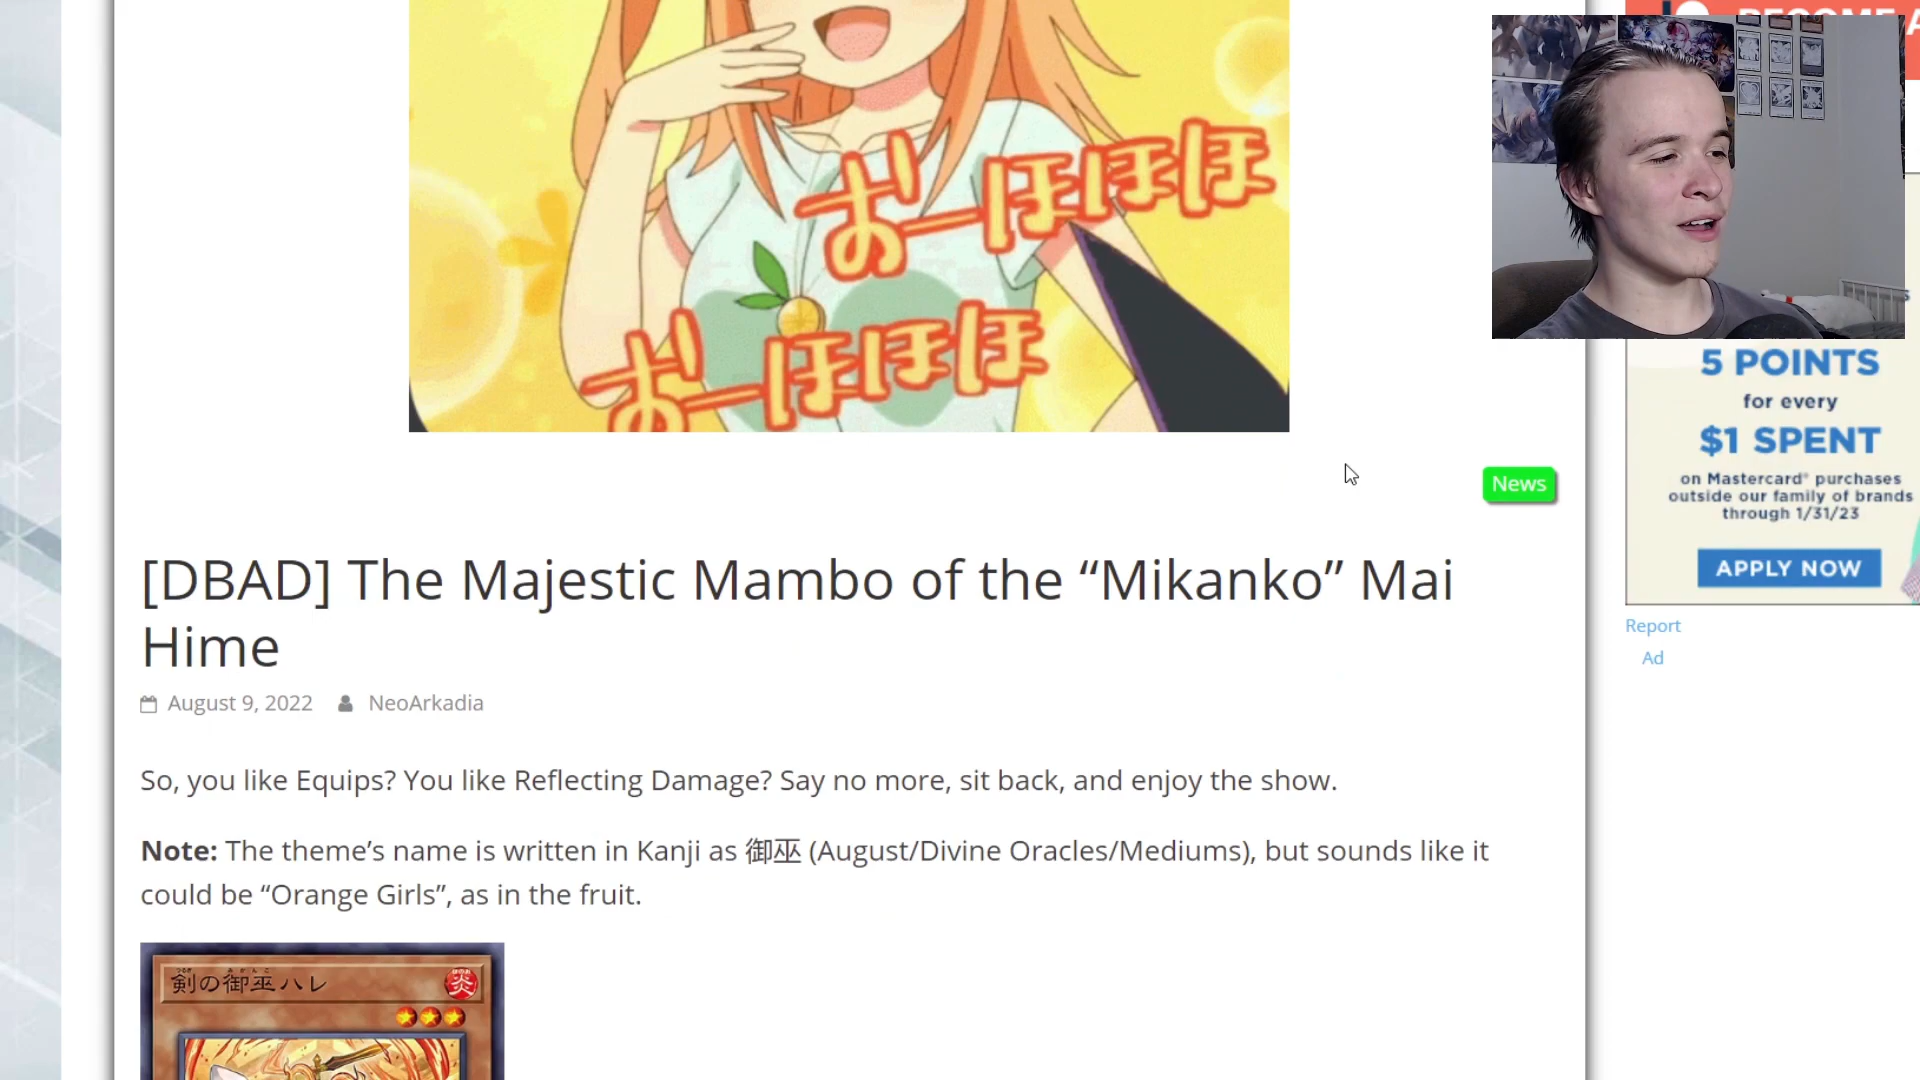 おーほほほ
おーほほほ
News
[DBAD] The Majestic Mambo of the “Mikanko” Mai
Hime
August 9, 2022 NeoArkadia
So, you like Equips? You like Reflecting Damage? Say no more, sit back, and enjoy the show.
Note: The theme’s name is written in Kanji as 御巫 (August/Divine Oracles/Mediums), but sounds like it
could be “Orange Girls”, as in the fruit.
剣の御巫ハレ
炎
5 POINTS
for every
$1 SPENT
on Mastercard® purchases
outside our family of brands
through 1/31/23
APPLY NOW
Report
Ad